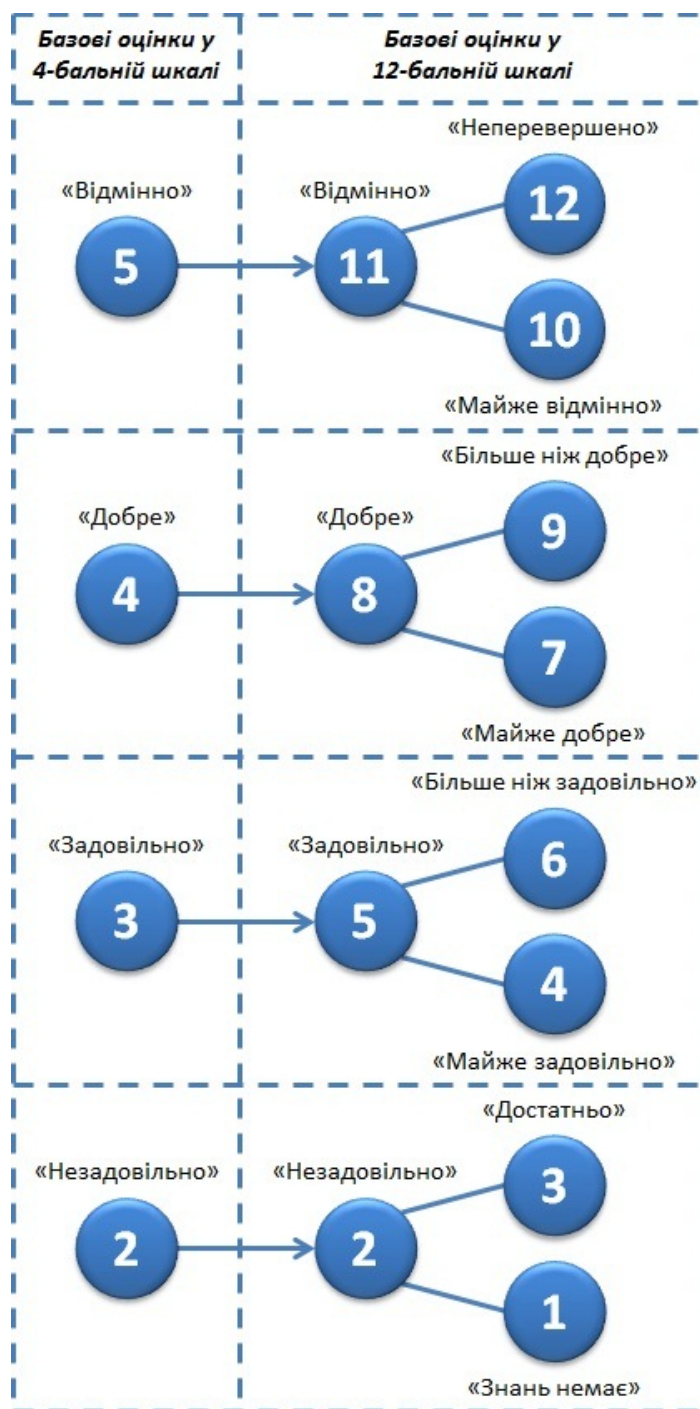 Базові оцінки у
4-бальній шкалі
Базові оцінки у
12-бальній шкалі
«Неперевершено»
12
«Відмінно»
«Відмінно»
5
11
10
«Майже відмінно»
«Більше ніж добре»
9
«Добре»
«Добре»
4
8
7
«Майже добре»
«Більше ніж задовільно»
6
«Задовільно»
«Задовільно»
3
5
4
«Майже задовільно»
«Достатньо»
3
«Незадовільно»
«Незадовільно»
2
2
1
«Знань немає»